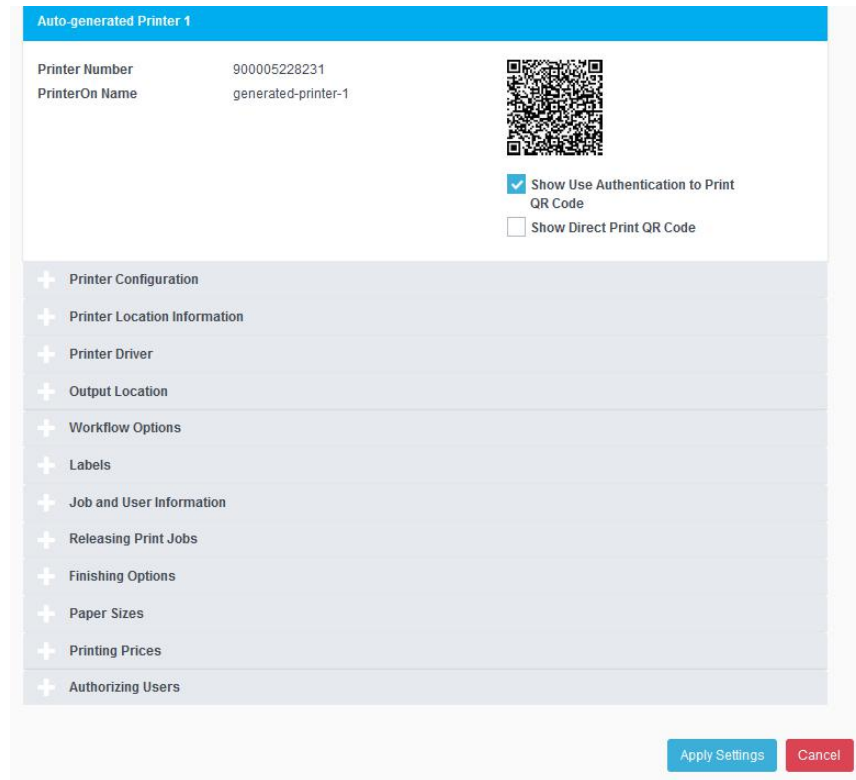 Auto-generated Printer 1
Printer Number 900005228231
PrinterOn Name generated-printer-1
Show Use Authentication to Print
QR Code
Show Direct Print QR Code
Printer Configuration
Printer Location Information
Printer Driver
Output Location
Workflow Options
Labels
Job and User Information
Releasing Print Jobs
Finishing Options
Paper Sizes
Printing Prices
Authorizing Users
Apply Settings Cancel